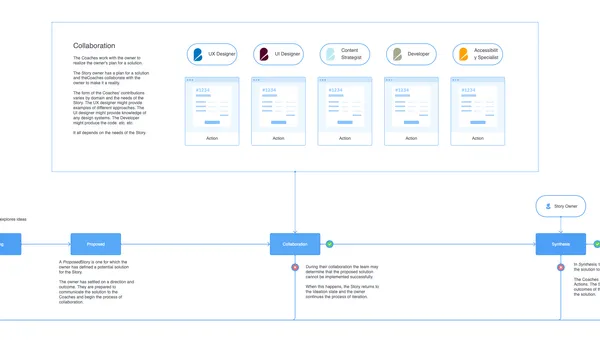 Collaboration
The Coaches work with the owner to
realise the owner's plan for a solution.
The Story owner has a plan for a solution
and theCoaches collaborate with the
owner to make it a reality.
The form of the Coaches' contributions
varies by domain and the needs of the
Story. The UX designer might provide
examples of different approaches, The
UI designer might provide knowledge of
any design systems. The Developer
might produce the code. etc. etc
It all depends on the needs of the Story.
UX Designer
UI Designer
Content
Strategist
Developer
Accessibilit
y Specialist
#1234
#1234
#1234
#1234
#1234
Action
Action
Action
Action
Action
Story Owner
explores ideas
Proposed
Collaboration
Synthesis
A ProposedStory is one for which the
owner has defined a potential solution
for the Story.
The owner has settled on a direction and
outcome. They are prepared to
communicate the solution to the
Coaches and begin the process of
collaboration.
During their collaboration the team may
determine that the proposed solution
cannot be implemented successfully.
When this happens, the Story returns to
the Ideation state and the owner
continues the process of iteration.
In Synthesis
the solution to
The Coaches
Actions. The S
outcomes of t
the solution.